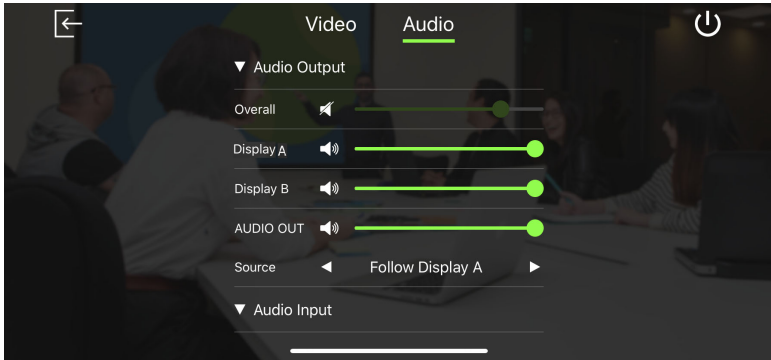 Video Audio
▼ Audio Output
Overall
Display A
Display B
AUDIO OUT
Source ◀ Follow Display A ▶
▼ Audio Input